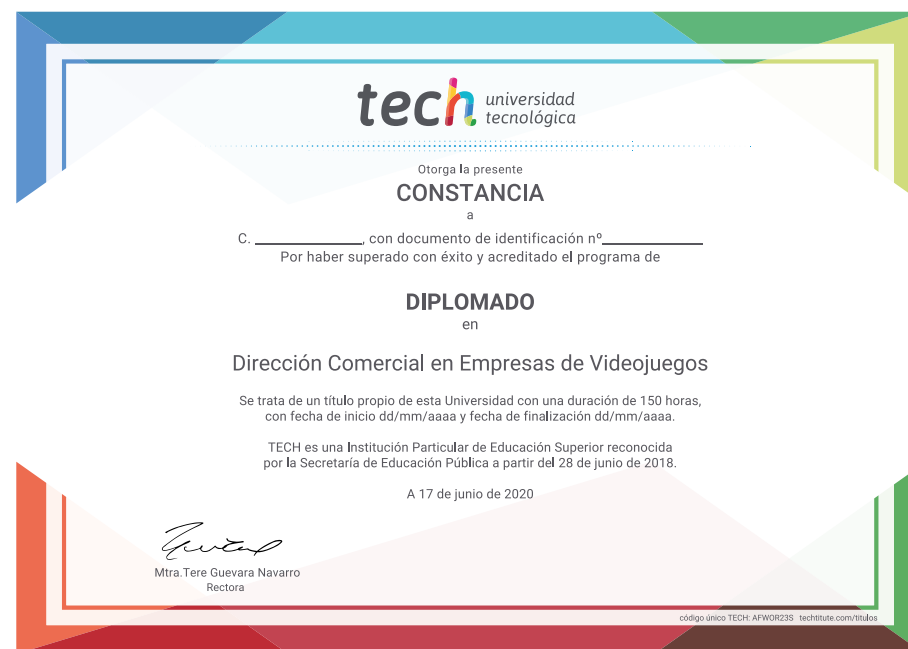 tech universidad
tecnológica
Otorga la presente
CONSTANCIA
a
C. ______________, con documento de identificación nº______________
Por haber superado con éxito y acreditado el programa de
DIPLOMADO
en
Dirección Comercial en Empresas de Videojuegos
Se trata de un título propio de esta Universidad con una duración de 150 horas,
con fecha de inicio dd/mm/aaaa y fecha de finalización dd/mm/aaaa.
TECH es una Institución Particular de Educación Superior reconocida
por la Secretaría de Educación Pública a partir del 28 de junio de 2018.
A 17 de junio de 2020
Mtra.Tere Guevara Navarro
Rectora
código único TECH: AFWOR23S techtitute.com/titulos